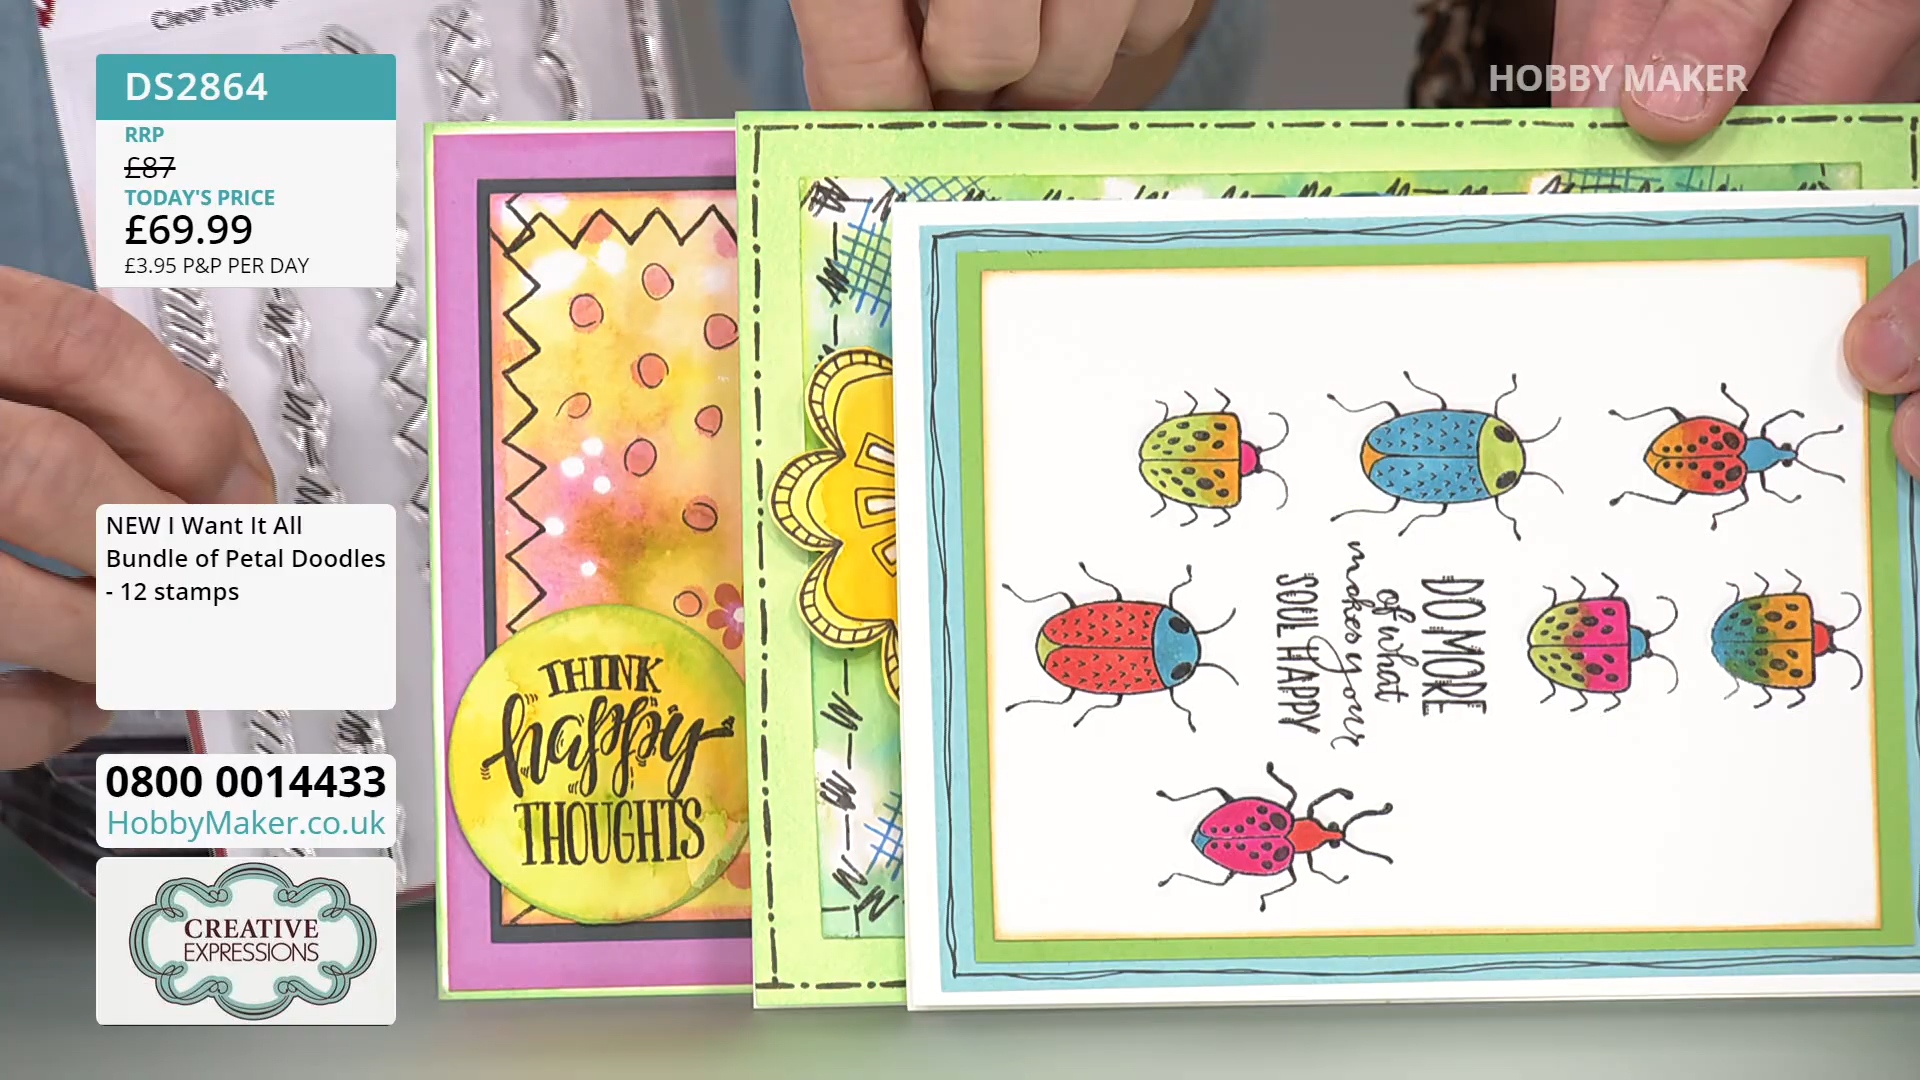 Clear stamp
DS2864
RRP
£87
TODAY'S PRICE
£69.99
£3.95 P&P PER DAY
NEW I Want It All
Bundle of Petal Doodles
- 12 stamps
0800 0014433
HobbyMaker.co.uk
CREATIVE
EXPRESSIONS
HOBBY MAKER
THINK
happy
THOUGHTS
DO MORE
of what
makes your
SOUL HAPPY